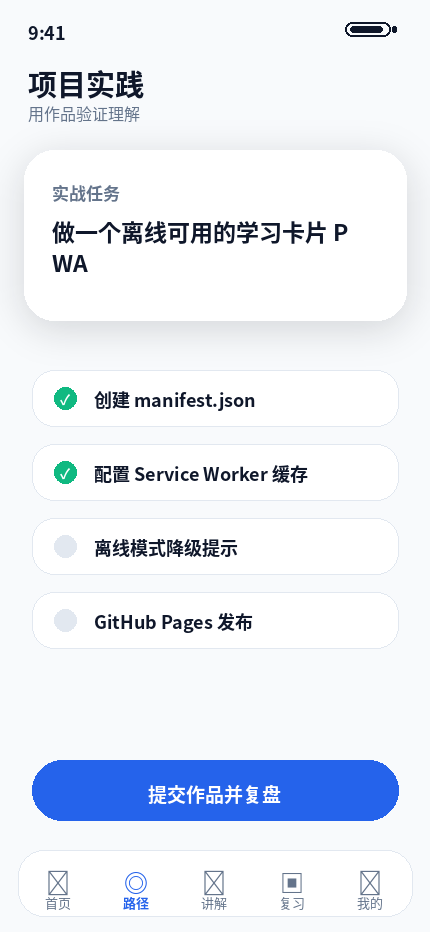 9:41
项目实践
用作品验证理解
实战任务
做一个离线可用的学习卡片 P
WA
创建 manifest.json
配置 Service Worker 缓存
离线模式降级提示
GitHub Pages 发布
提交作品并复盘
首页 路径 讲解 复习 我的